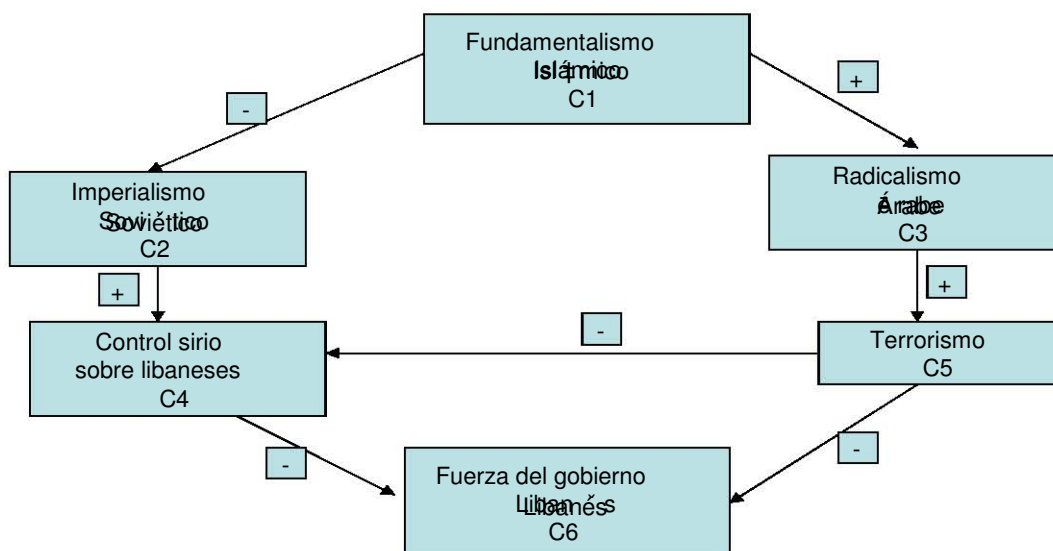 Fundamentalismo
Islámico
C1
-
+
Imperialismo
Soviético
C2
Radicalismo
Árabe
C3
+
+
Control sirio
sobre libaneses
C4
-
Terrorismo
C5
-
-
Fuerza del gobierno
Libanés
C6